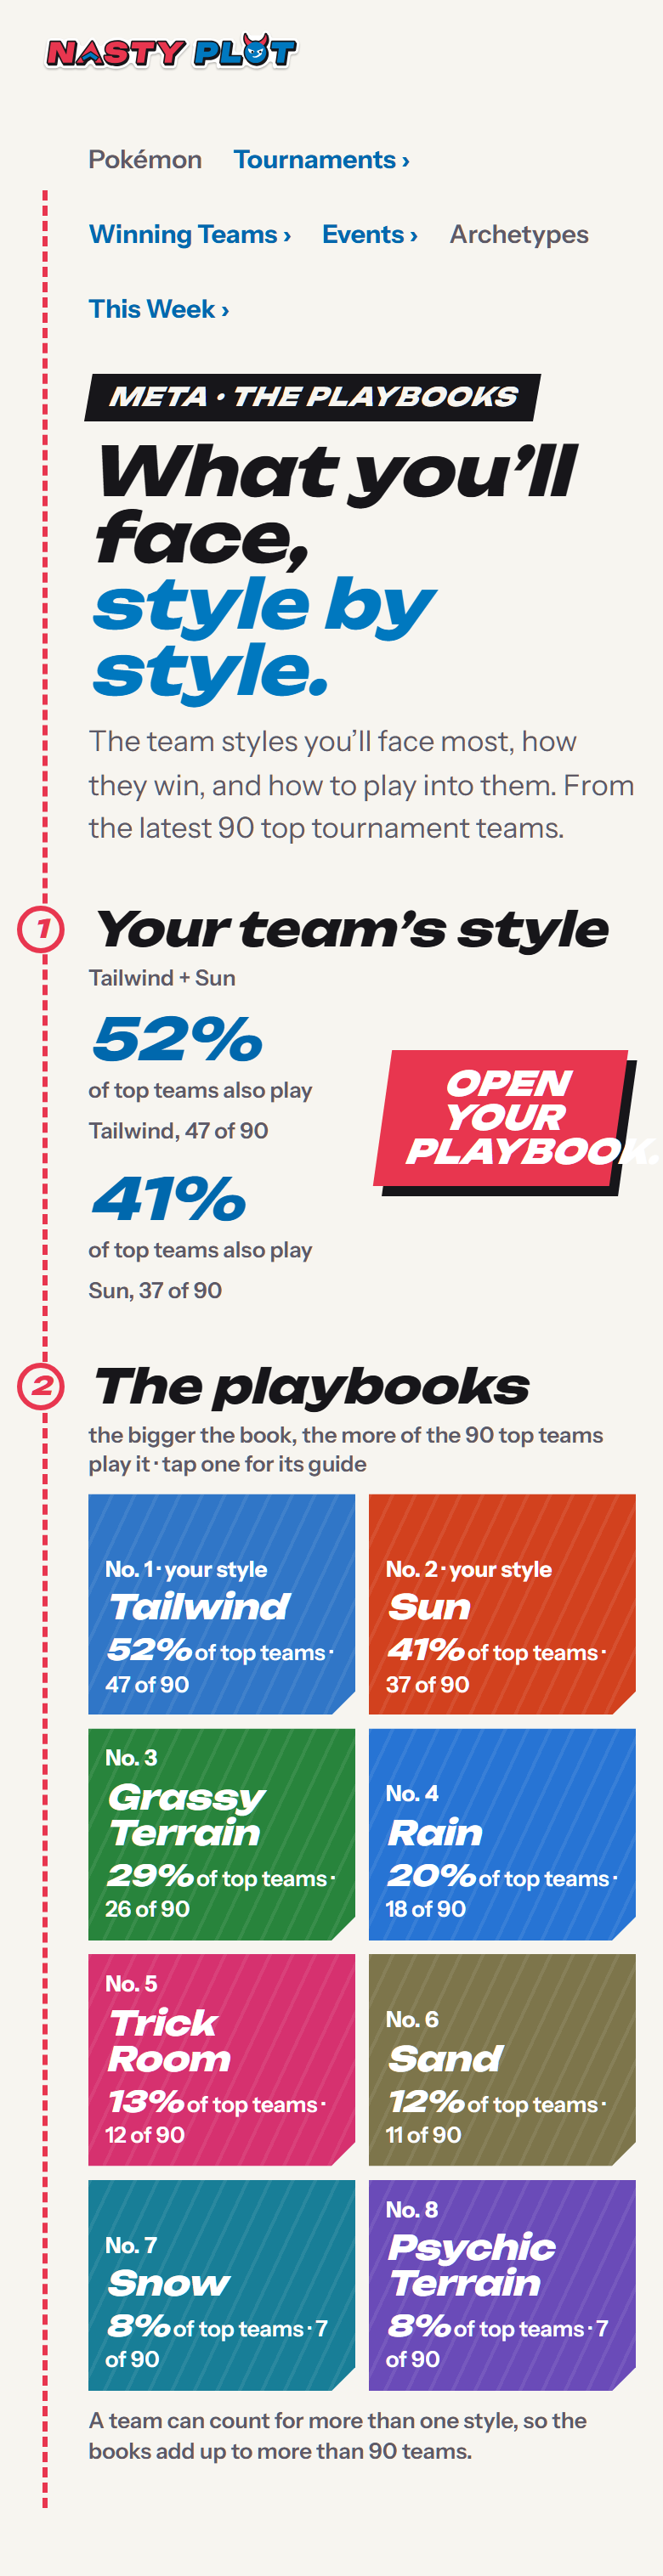 NASTY PLOT
Pokémon Tournaments ›
Winning Teams › Events › Archetypes
This Week ›
META · THE PLAYBOOKS
What you’ll
face,
style by
style.
The team styles you’ll face most, how
they win, and how to play into them. From
the latest 90 top tournament teams.
1 Your team’s style
Tailwind + Sun
52%
of top teams also play
Tailwind, 47 of 90
41%
of top teams also play
Sun, 37 of 90
OPEN
YOUR
PLAYBOOK.
2 The playbooks
the bigger the book, the more of the 90 top teams
play it · tap one for its guide
No. 1 · your style
Tailwind
52% of top teams ·
47 of 90
No. 2 · your style
Sun
41% of top teams ·
37 of 90
No. 3
Grassy
Terrain
29% of top teams ·
26 of 90
No. 4
Rain
20% of top teams ·
18 of 90
No. 5
Trick
Room
13% of top teams ·
12 of 90
No. 6
Sand
12% of top teams ·
11 of 90
No. 7
Snow
8% of top teams · 7
of 90
No. 8
Psychic
Terrain
8% of top teams · 7
of 90
A team can count for more than one style, so the
books add up to more than 90 teams.